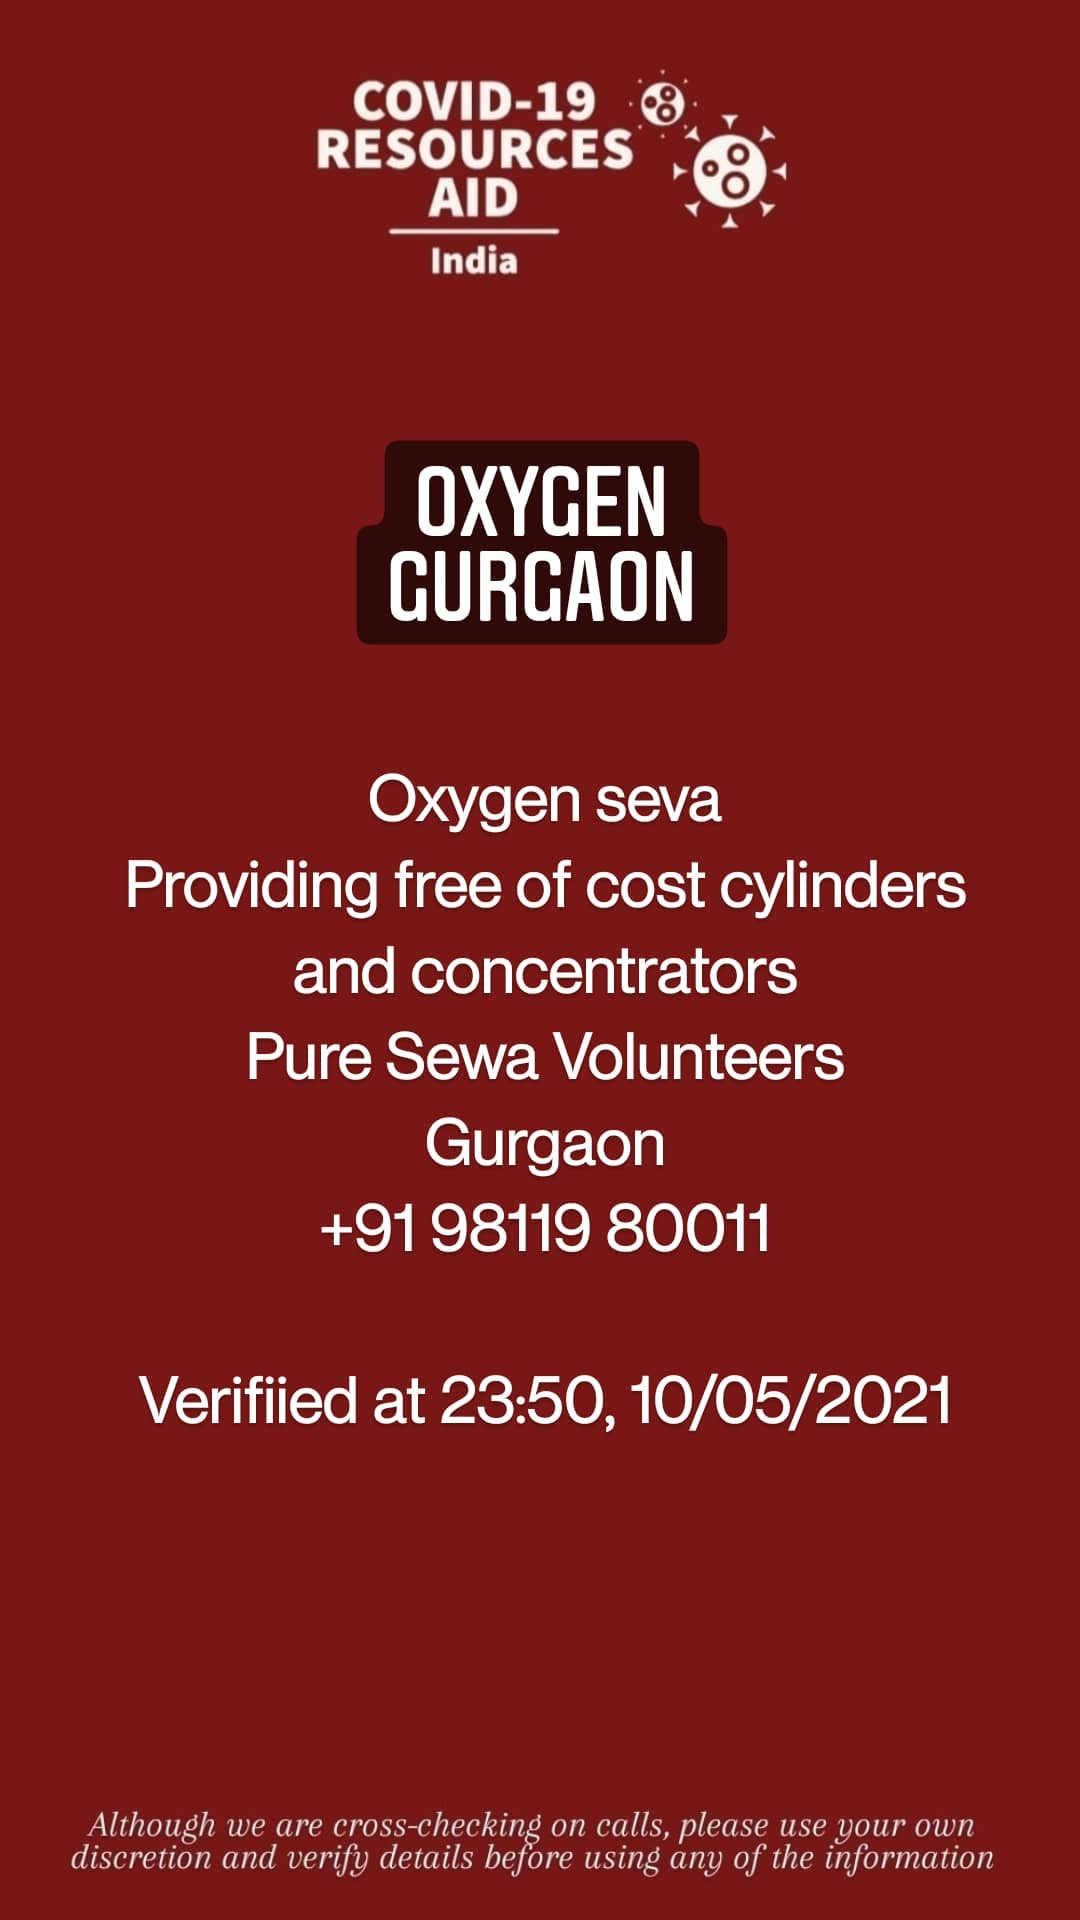 COVID-19
RESOURCES
AID
India
OXYGEN
GURGAON
Oxygen seva
Providing free of cost cylinders
and concentrators
Pure Sewa Volunteers
Gurgaon
+91 98119 80011
Verifiied at 23:50, 10/05/2021
Although we are cross-checking on calls, please use your own
discretion and verify details before using any of the information